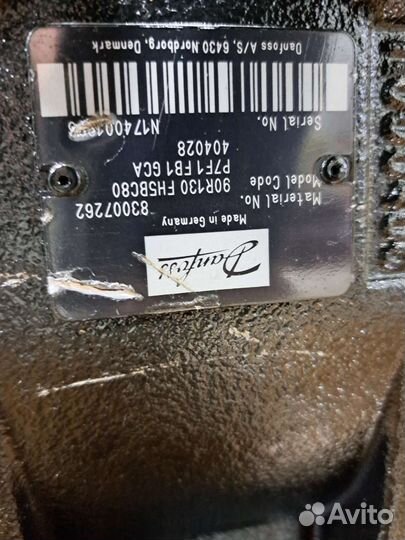 Danfoss
Made in Germany
Material No. 83007262
Model Code 90R130 FH5BC80
P7F1 FB1 GCA
404028
Serial No.
Danfoss A/S, 6430 Nordborg, Denmark
Avito